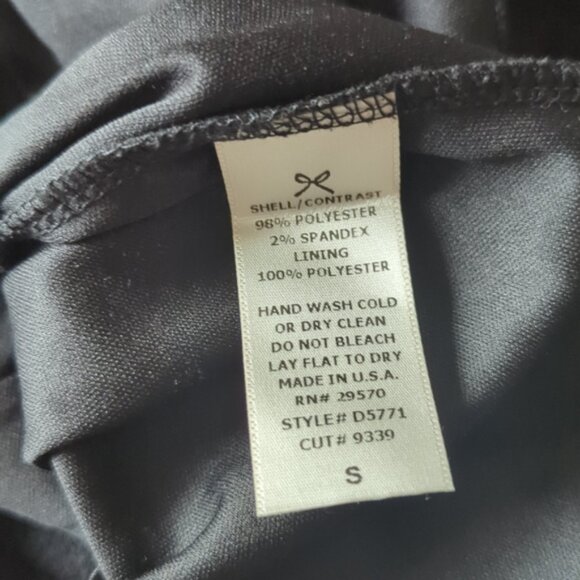 SHELL/CONTRAST
98% POLYESTER
2% SPANDEX
LINING
100% POLYESTER
HAND WASH COLD
OR DRY CLEAN
DO NOT BLEACH
LAY FLAT TO DRY
MADE IN U.S.A.
RN# 29570
STYLE# D5771
CUT# 9339
S